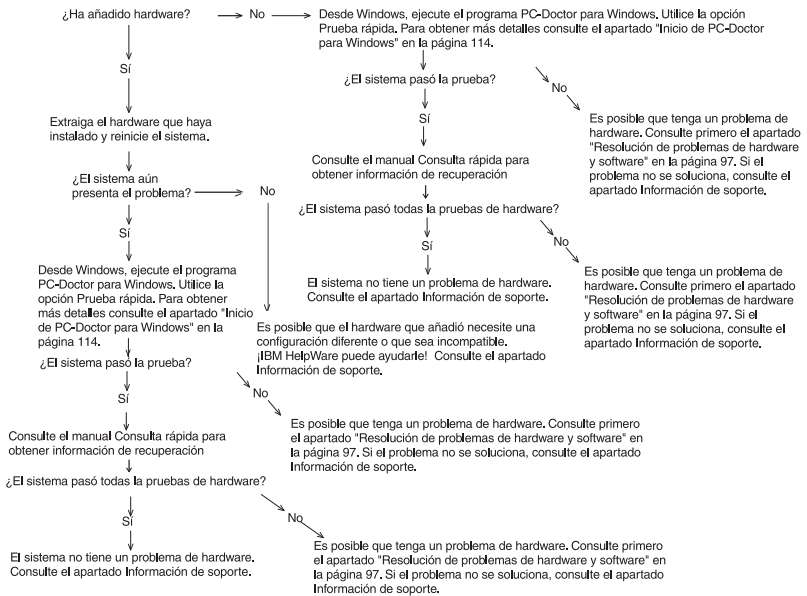 ¿Ha añadido hardware?
No
Desde Windows, ejecute el programa PC-Doctor para Windows. Utilice la opción
Prueba rápida. Para obtener más detalles consulte el apartado "Inicio de PC-Doctor
para Windows" en la página 114.
Sí
¿El sistema pasó la prueba?
No
Extraiga el hardware que haya
instalado y reinicie el sistema.
Sí
Es posible que tenga un problema de
hardware. Consulte primero el apartado
"Resolución de problemas de hardware
y software" en la página 97. Si el
problema no se soluciona, consulte el
apartado Información de soporte.
Consulte el manual Consulta rápida para
obtener información de recuperación
¿El sistema aún
presenta el problema?
No
¿El sistema pasó todas la pruebas de hardware?
Sí
Sí
No
Desde Windows, ejecute el programa
PC-Doctor para Windows. Utilice la
opción Prueba rápida. Para obtener
más detalles consulte el apartado "Inicio
de PC-Doctor para Windows" en la
página 114.
El sistema no tiene un problema de hardware.
Consulte el apartado Información de soporte.
Es posible que tenga un problema de
hardware. Consulte primero el apartado
"Resolución de problemas de hardware
y software" en la página 97. Si el
problema no se soluciona, consulte el
apartado Información de soporte.
Es posible que el hardware que añadió necesite una
configuración diferente o que sea incompatible.
¡IBM HelpWare puede ayudarle! Consulte el apartado
Información de soporte.
¿El sistema pasó la prueba?
Sí
No
Es posible que tenga un problema de hardware. Consulte primero
el apartado "Resolución de problemas de hardware y software" en
la página 97. Si el problema no se soluciona, consulte el apartado
Información de soporte.
Consulte el manual Consulta rápida para
obtener información de recuperación
¿El sistema pasó todas la pruebas de hardware?
Sí
No
El sistema no tiene un problema de hardware.
Consulte el apartado Información de soporte.
Es posible que tenga un problema de hardware. Consulte primero
el apartado "Resolución de problemas de hardware y software" en
la página 97. Si el problema no se soluciona, consulte el apartado
Información de soporte.